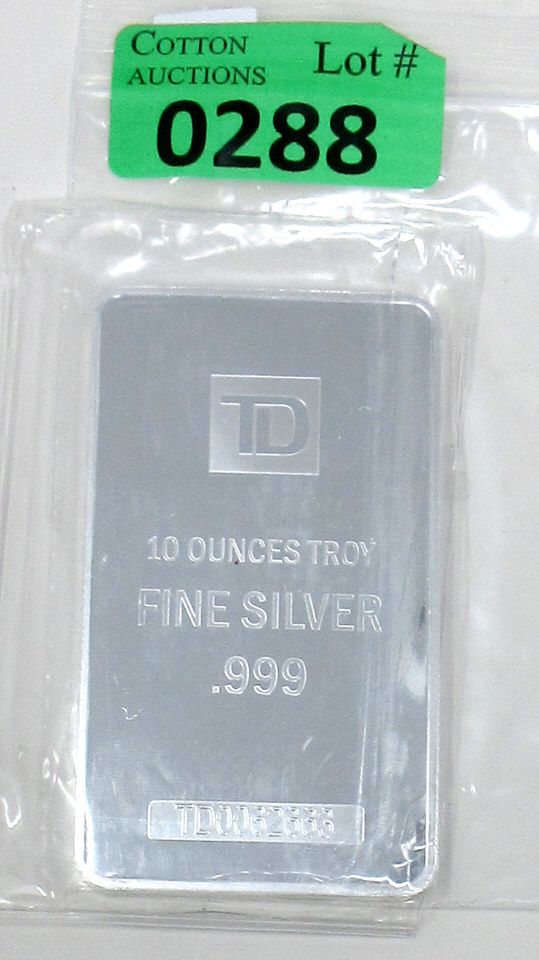 COTTON
AUCTIONS
Lot #
0288
TD
10 OUNCES TROY
FINE SILVER
.999